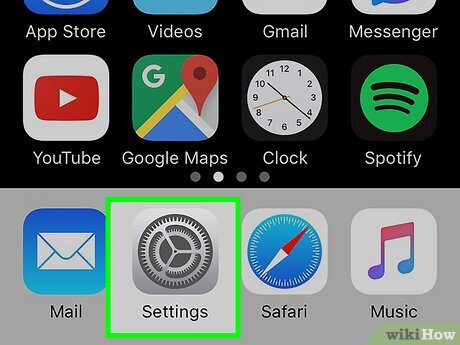 App Store Videos Gmail Messenger
G
YouTube Google Maps Clock Spotify
Mail Settings Safari Music
wikiHow